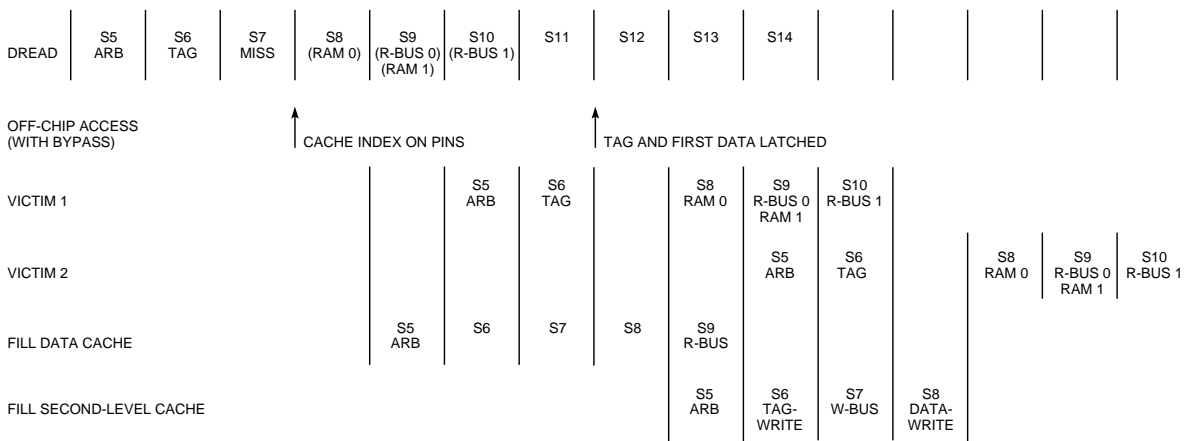 DREAD
S5 ARB
S6 TAG
S7 MISS
S8 (RAM 0)
S9 (R-BUS 0) (RAM 1)
S10 (R-BUS 1)
S11
S12
S13
S14
OFF-CHIP ACCESS
(WITH BYPASS)
CACHE INDEX ON PINS
TAG AND FIRST DATA LATCHED
VICTIM 1
S5 ARB
S6 TAG
S8 RAM 0
S9 R-BUS 0 RAM 1
S10 R-BUS 1
VICTIM 2
S5 ARB
S6 TAG
S8 RAM 0
S9 R-BUS 0 RAM 1
S10 R-BUS 1
FILL DATA CACHE
S5 ARB
S6
S7
S8
S9 R-BUS
FILL SECOND-LEVEL CACHE
S5 ARB
S6 TAG-WRITE
S7 W-BUS
S8 DATA-WRITE